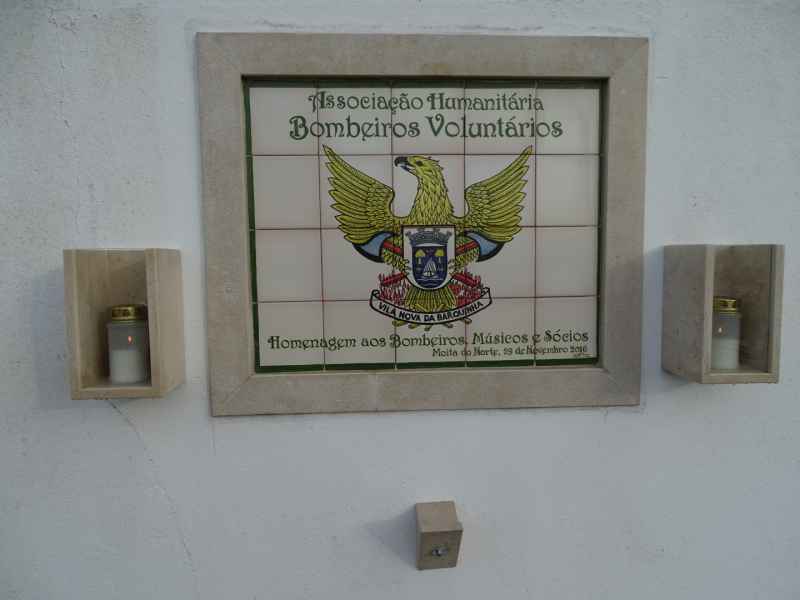 Associação Humanitária
Bombeiros Voluntários
VILA NOVA DA BARQUINHA
Homenagem aos Bombeiros, Músicos e Sócios
Moita do Norte, 29 de Novembro 2016